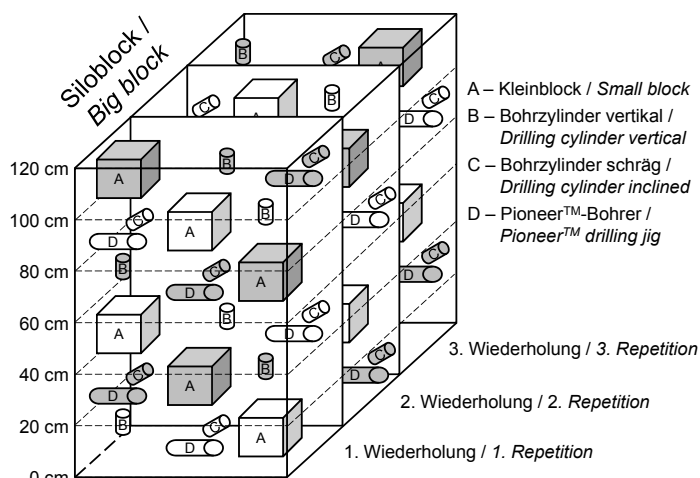 Siloblock /
Big block
B
C
A
A – Kleinblock / Small block
C
A
B
C
D
B – Bohrzylinder vertikal /
Drilling cylinder vertical
C – Bohrzylinder schräg /
Drilling cylinder inclined
D – Pioneer™-Bohrer /
Pioneer™ drilling jig
120 cm
A
B
C
D
100 cm
C
D
A
B
C
D
80 cm
B
C
D
A
C
D
60 cm
A
B
C
D
40 cm
C
D
A
B
C
D
20 cm
B
C
D
A
0 cm
3. Wiederholung / 3. Repetition
2. Wiederholung / 2. Repetition
1. Wiederholung / 1. Repetition